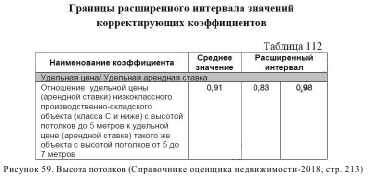 Границы расширенного интервала значений
корректирующих коэффициентов
Таблица 112
Наименование коэффициента
Среднее
значение
Расширенный
интервал
Удельная цена/ Удельная арендная ставка
Отношение удельной цены
(арендной ставки) низкоклассного
производственно-складского
объекта (класса С и ниже) с высотой
потолков до 5 метров к удельной
цене (арендной ставке) такого же
объекта с высотой потолков от 5 до
7 метров
0,91
0,83
0,98
Рисунок 59. Высота потолков (Справочнике оценщика недвижимости-2018, стр. 213)